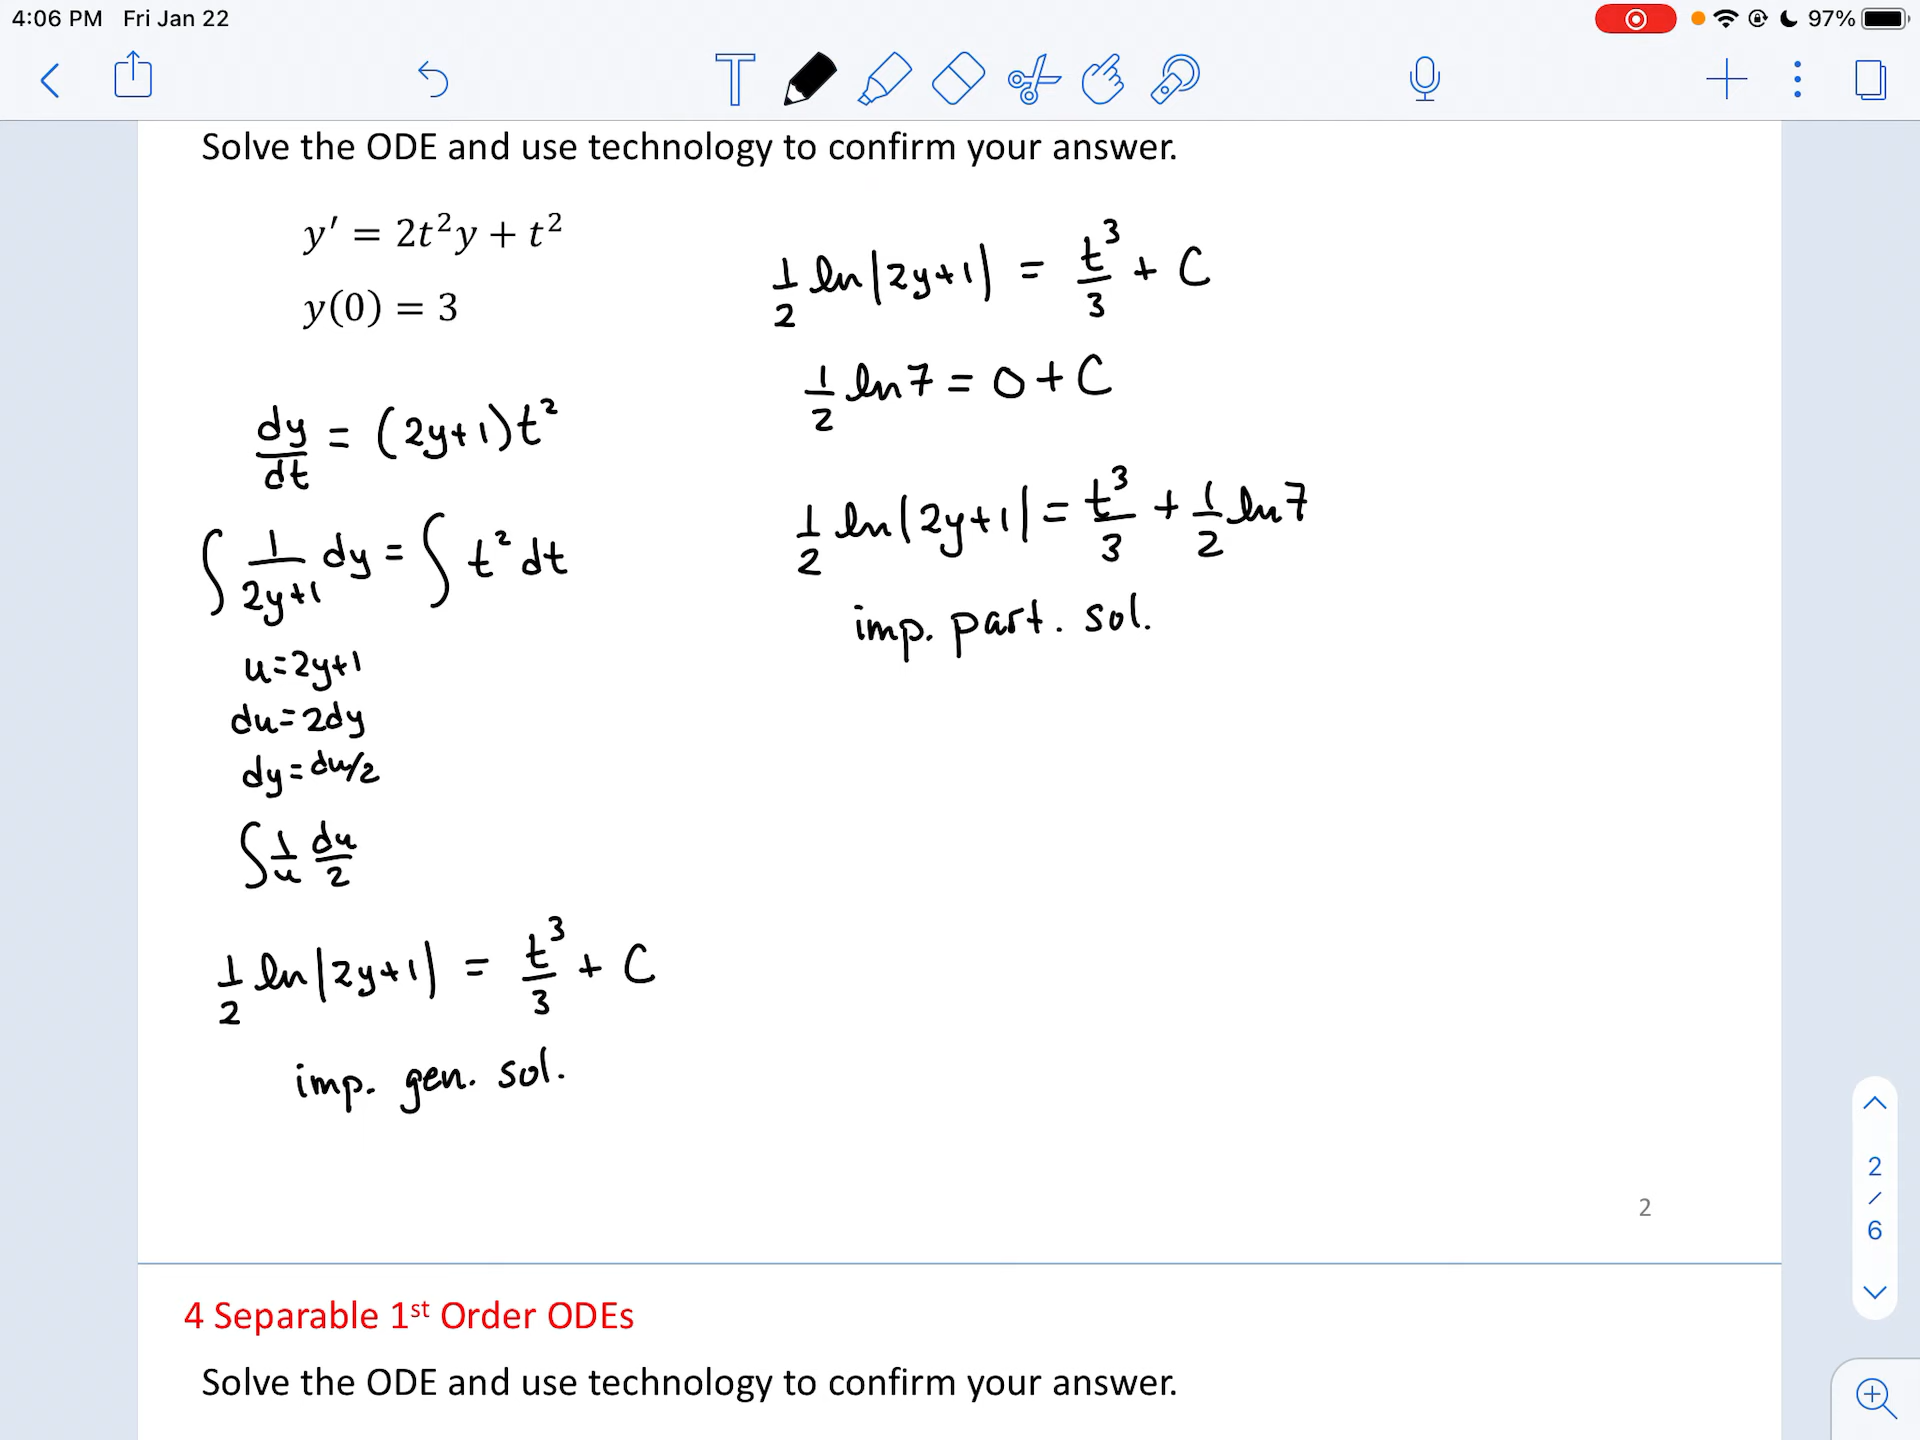 4:06 PM Fri Jan 22
97%
Solve the ODE and use technology to confirm your answer.
y′ = 2t²y + t²
y(0) = 3
dy/dt = (2y+1)t²
∫ 1/(2y+1) dy = ∫ t² dt
u=2y+1
du=2dy
dy=du/2
∫ 1/u du/2
1/2 ln|2y+1| = t³/3 + C
imp. gen. sol.
1/2 ln|2y+1| = t³/3 + C
1/2 ln7 = 0 + C
1/2 ln|2y+1| = t³/3 + 1/2 ln7
imp. part. sol.
2
4 Separable 1st Order ODEs
Solve the ODE and use technology to confirm your answer.
2
/
6